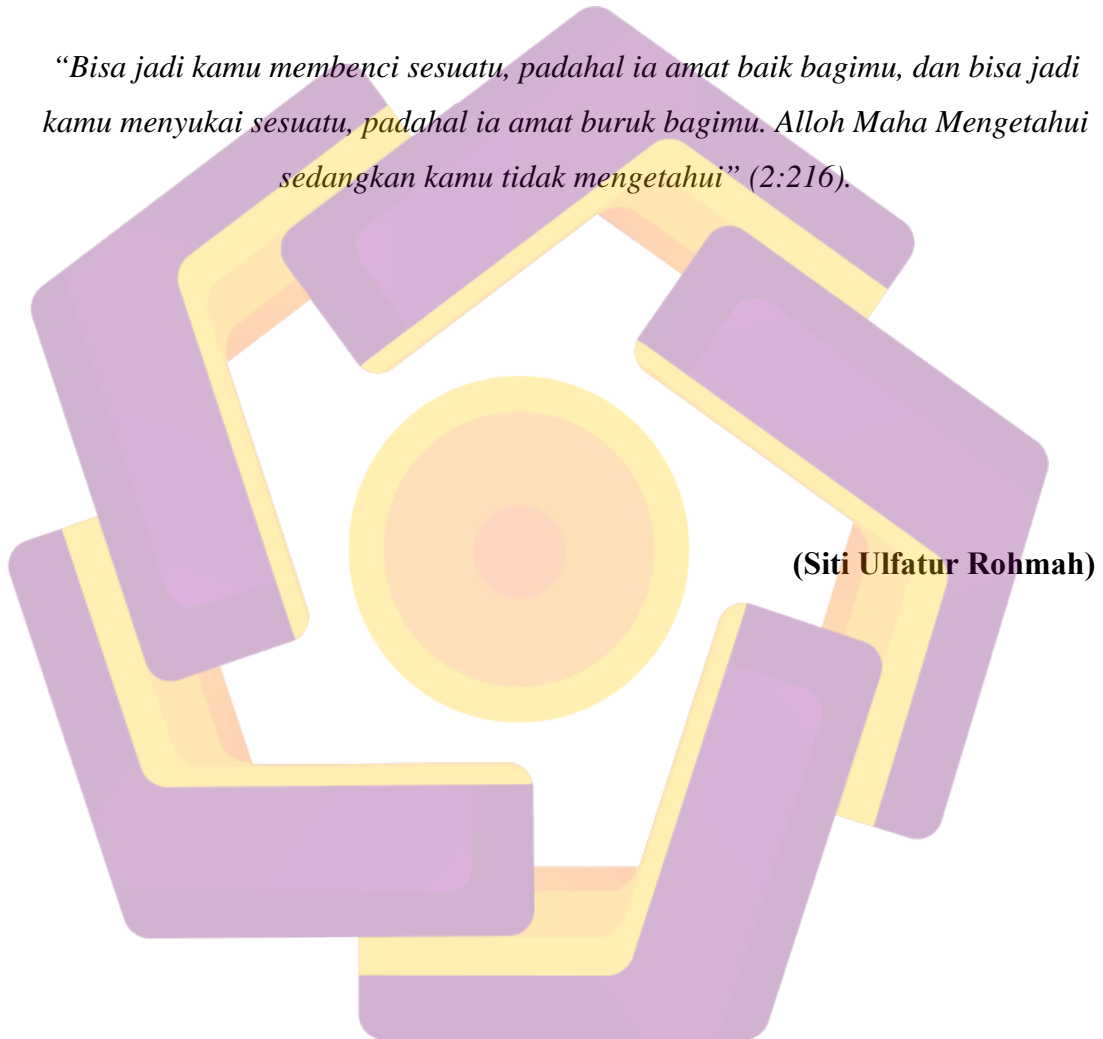 “Bisa jadi kamu membenci sesuatu, padahal ia amat baik bagimu, dan bisa jadi
kamu menyukai sesuatu, padahal ia amat buruk bagimu. Alloh Maha Mengetahui
sedangkan kamu tidak mengetahui” (2:216).
(Siti Ulfatur Rohmah)